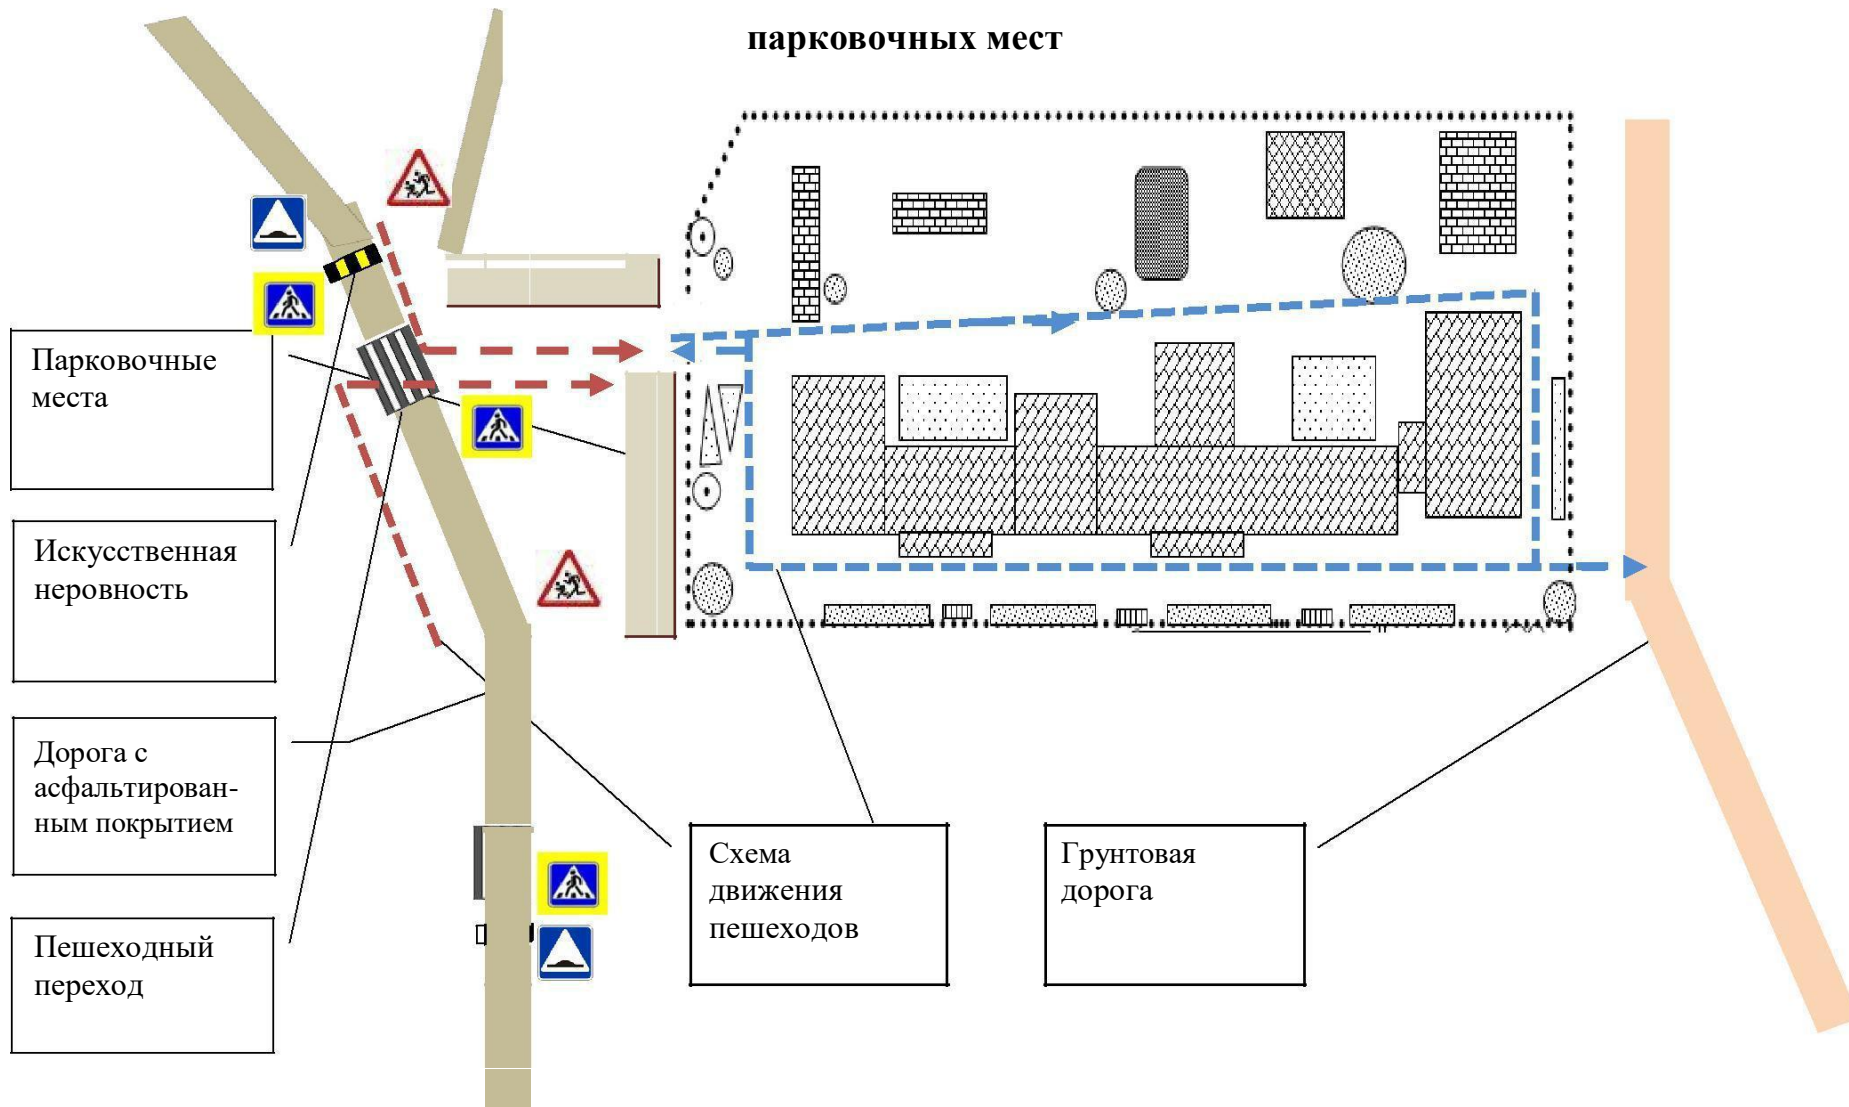 парковочных мест
Парковочные
места
Искусственная
неровность
Дорога с
асфальтирован-
ным покрытием
Пешеходный
переход
Схема
движения
пешеходов
Грунтовая
дорога